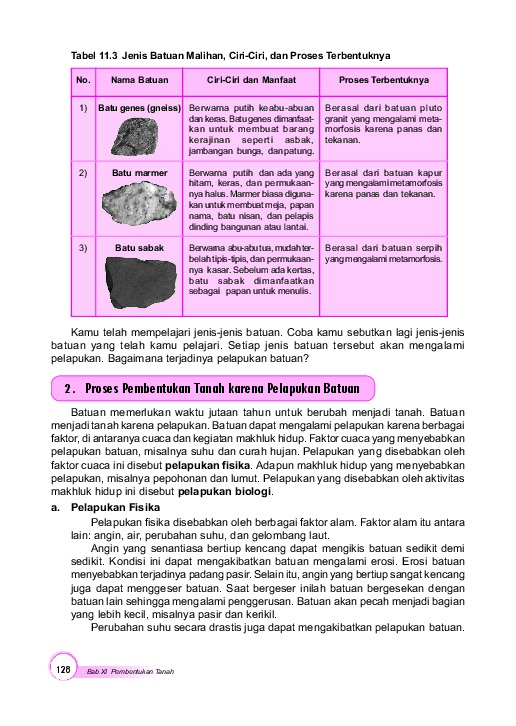 Tabel 11.3 Jenis Batuan Malihan, Ciri-Ciri, dan Proses Terbentuknya
No. Nama Batuan Ciri-Ciri dan Manfaat Proses Terbentuknya
1) Batu genes (gneiss) Berwarna putih keabu-abuan Berasal dari batuan pluto
dan keras. Batu genes dimanfaat- granit yang mengalami meta-
kan untuk membuat barang morfosis karena panas dan
kerajinan seperti asbak, tekanan.
jambangan bunga, dan patung.
2) Batu marmer Berwarna putih dan ada yang Berasal dari batuan kapur
hitam, keras, dan permukaan- yang mengalami metamorfosis
nya halus. Marmer biasa diguna- karena panas dan tekanan.
kan untuk membuat meja, papan
nama, batu nisan, dan pelapis
dinding bangunan atau lantai.
3) Batu sabak Berwarna abu-abu tua, mudah ter- Berasal dari batuan serpih
belah tipis-tipis, dan permukaan- yang mengalami metamorfosis.
nya kasar. Sebelum ada kertas,
batu sabak dimanfaatkan
sebagai papan untuk menulis.
Kamu telah mempelajari jenis-jenis batuan. Coba kamu sebutkan lagi jenis-jenis
batuan yang telah kamu pelajari. Setiap jenis batuan tersebut akan mengalami
pelapukan. Bagaimana terjadinya pelapukan batuan?
2. Proses Pembentukan Tanah karena Pelapukan Batuan
Batuan memerlukan waktu jutaan tahun untuk berubah menjadi tanah. Batuan
menjadi tanah karena pelapukan. Batuan dapat mengalami pelapukan karena berbagai
faktor, di antaranya cuaca dan kegiatan makhluk hidup. Faktor cuaca yang menyebabkan
pelapukan batuan, misalnya suhu dan curah hujan. Pelapukan yang disebabkan oleh
faktor cuaca ini disebut pelapukan fisika. Adapun makhluk hidup yang menyebabkan
pelapukan, misalnya pepohonan dan lumut. Pelapukan yang disebabkan oleh aktivitas
makhluk hidup ini disebut pelapukan biologi.
a. Pelapukan Fisika
Pelapukan fisika disebabkan oleh berbagai faktor alam. Faktor alam itu antara
lain: angin, air, perubahan suhu, dan gelombang laut.
Angin yang senantiasa bertiup kencang dapat mengikis batuan sedikit demi
sedikit. Kondisi ini dapat mengakibatkan batuan mengalami erosi. Erosi batuan
menyebabkan terjadinya padang pasir. Selain itu, angin yang bertiup sangat kencang
juga dapat menggeser batuan. Saat bergeser inilah batuan bergesekan dengan
batuan lain sehingga mengalami penggerusan. Batuan akan pecah menjadi bagian
yang lebih kecil, misalnya pasir dan kerikil.
Perubahan suhu secara drastis juga dapat mengakibatkan pelapukan batuan.
128 Bab XI Pembentukan Tanah